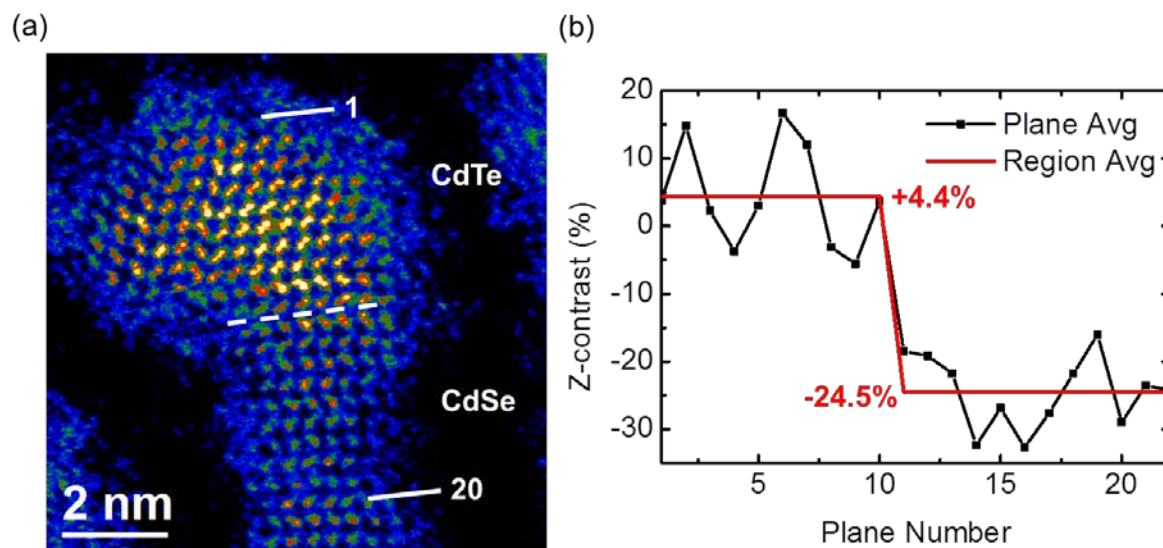 (a)
1
CdTe
CdSe
20
2 nm
(b)
Plane Avg
Region Avg
+4.4%
-24.5%
Z-contrast (%)
20
10
0
-10
-20
-30
5
10
15
20
Plane Number